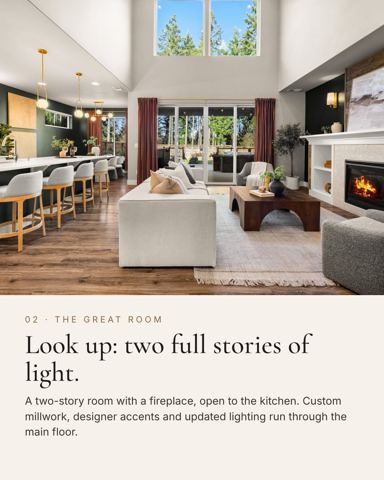 02 · THE GREAT ROOM
Look up: two full stories of
light.
A two-story room with a fireplace, open to the kitchen. Custom
millwork, designer accents and updated lighting run through the
main floor.